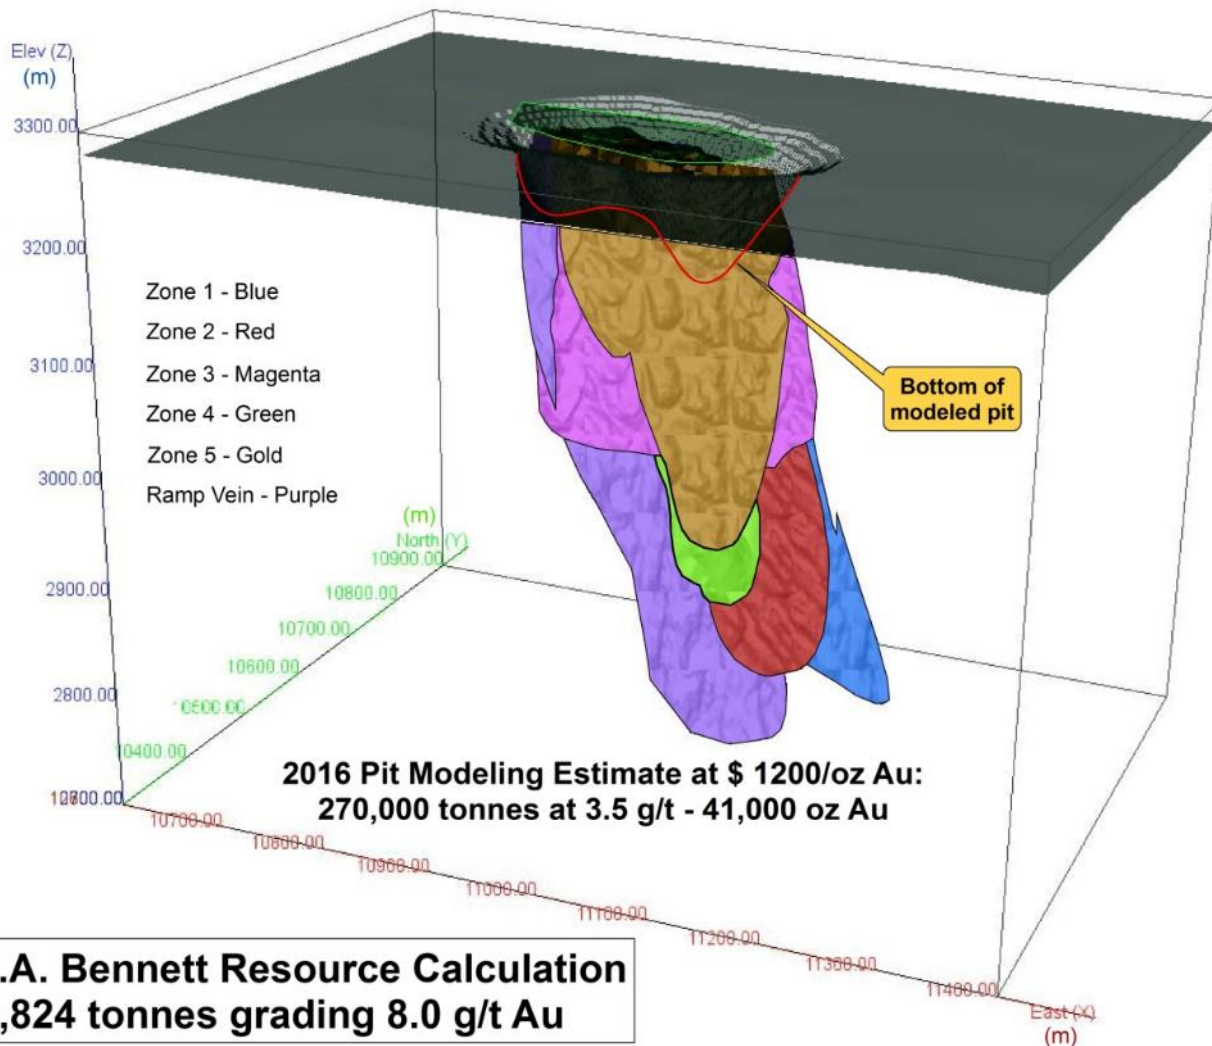 Elev (Z)
(m)
3300.00
3200.00
3100.00
3000.00
2900.00
2800.00
Zone 1 - Blue
Zone 2 - Red
Zone 3 - Magenta
Zone 4 - Green
Zone 5 - Gold
Ramp Vein - Purple
Bottom of
modeled pit
(m)
North (Y)
10900.00
10800.00
10700.00
10600.00
10500.00
10400.00
10700.00
10800.00
10900.00
11000.00
11100.00
11200.00
11300.00
11400.00
East (X)
(m)
2016 Pit Modeling Estimate at $ 1200/oz Au:
270,000 tonnes at 3.5 g/t - 41,000 oz Au
.A. Bennett Resource Calculation
,824 tonnes grading 8.0 g/t Au